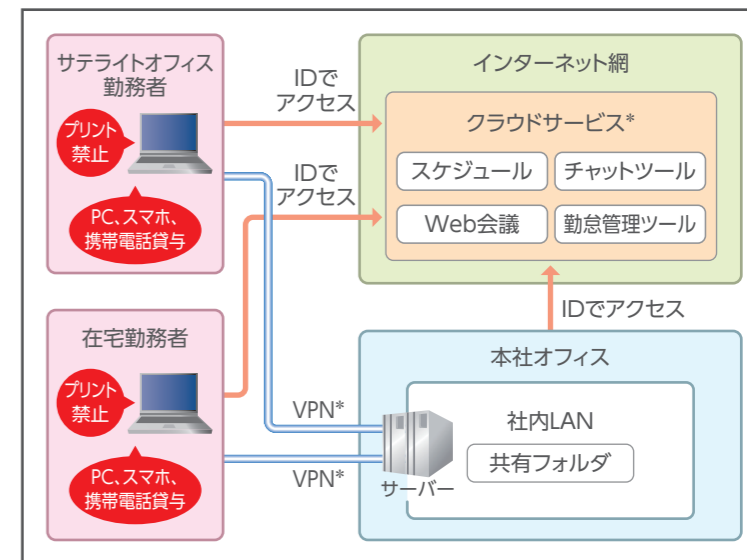 サテライトオフィス
勤務者
プリント
禁止
PC、スマホ、
携帯電話貸与
IDで
アクセス
IDで
アクセス
インターネット網
クラウドサービス*
スケジュール
チャットツール
Web会議
勤怠管理ツール
IDでアクセス
在宅勤務者
プリント
禁止
PC、スマホ、
携帯電話貸与
VPN*
VPN*
本社オフィス
社内LAN
共有フォルダ
サーバー